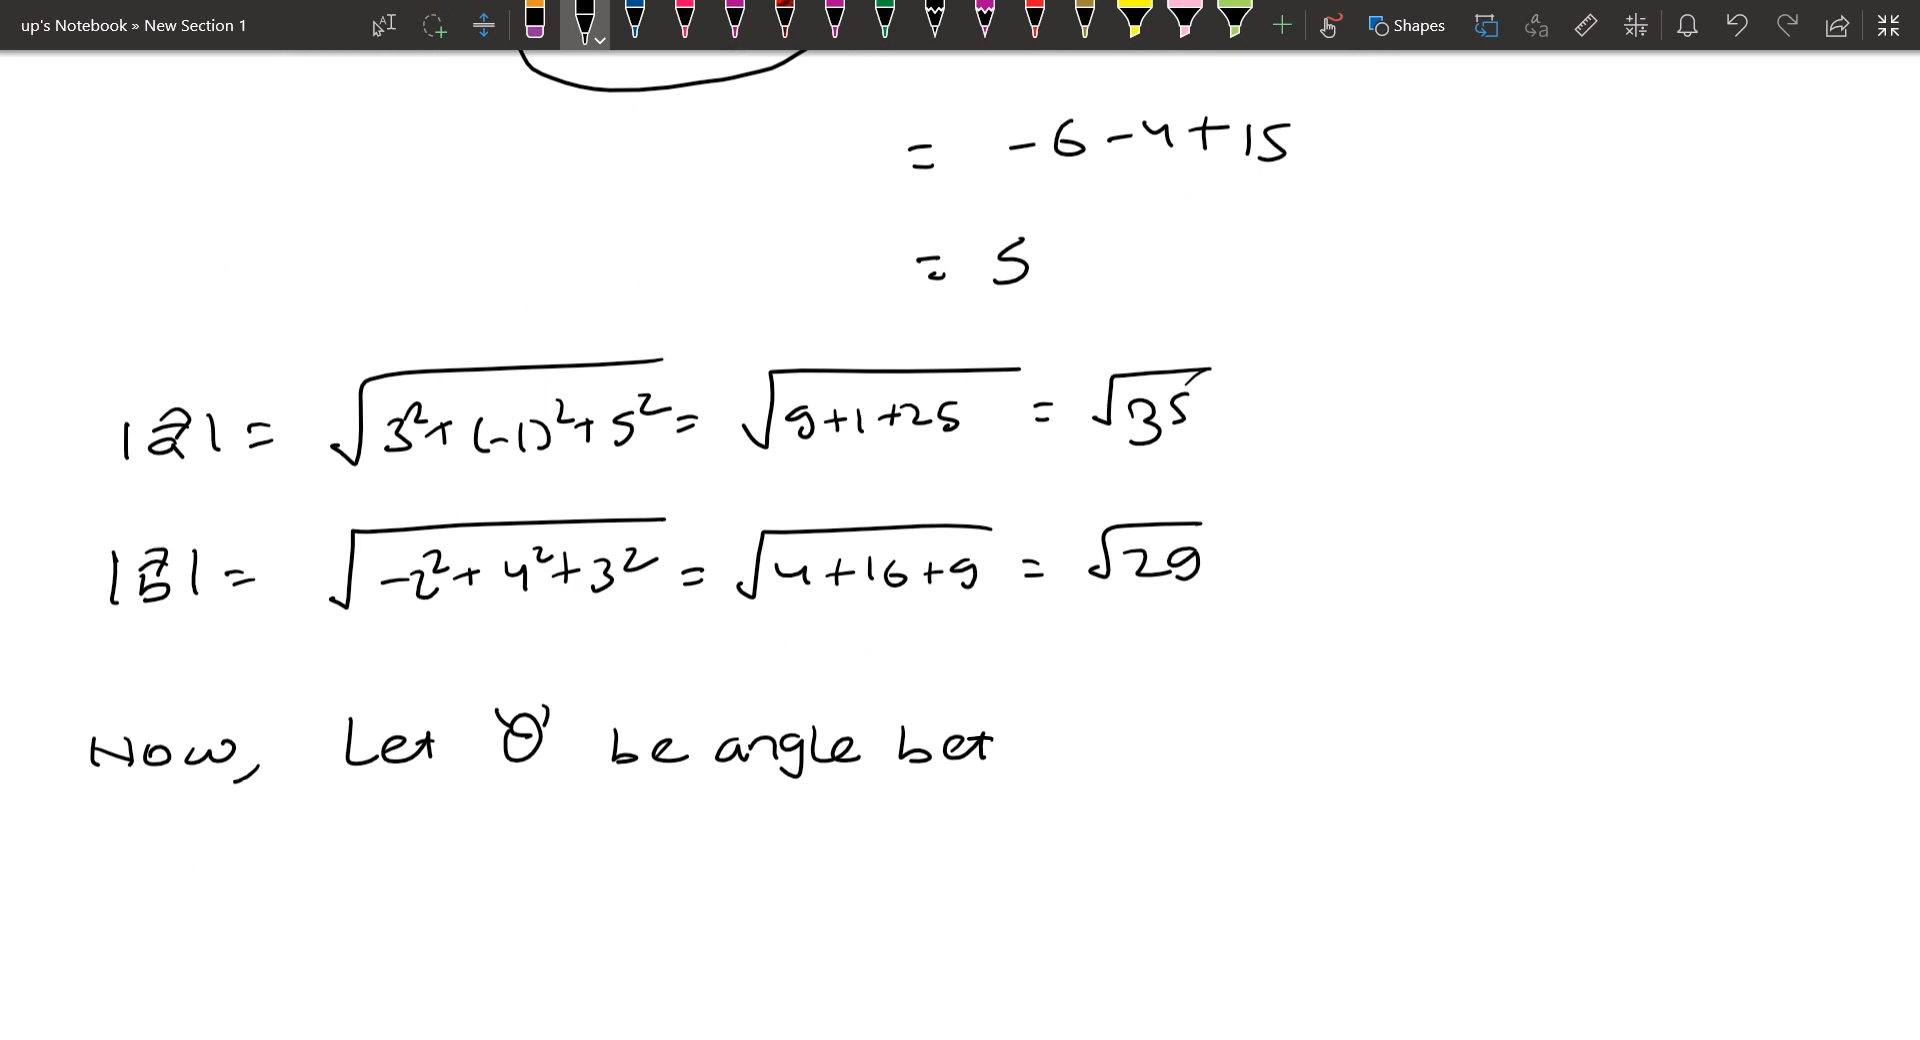 up's Notebook » New Section 1 Shapes
= -6-4+15
= 5
|a⃗| = √(3²+(-1)²+5²) = √(9+1+25) = √35
|b⃗| = √(-2²+4²+3²) = √(4+16+9) = √29
Now, Let 'θ' be angle bet